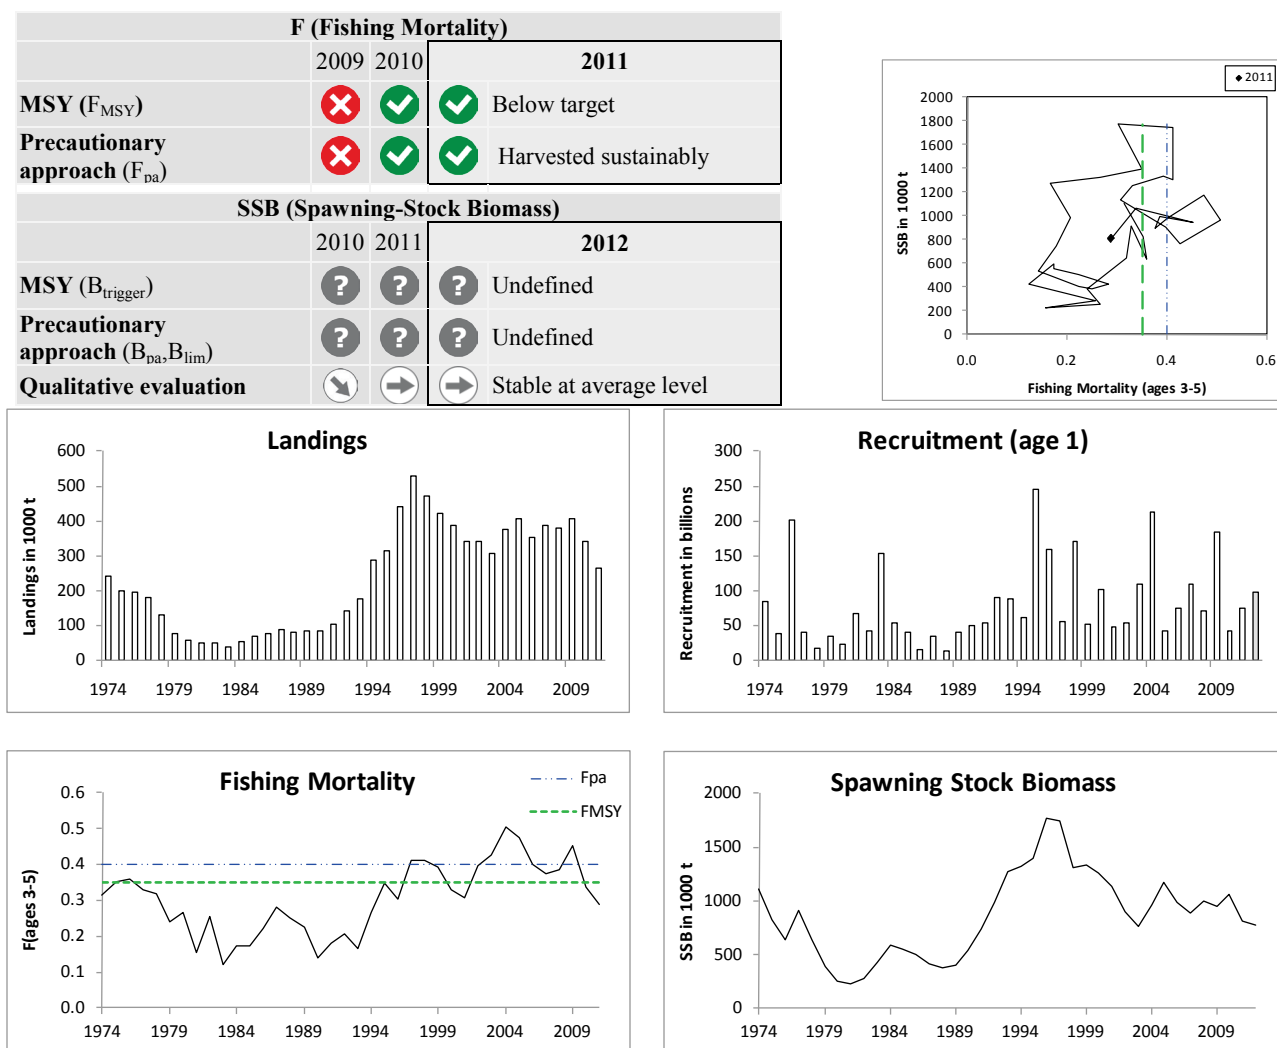 F (Fishing Mortality)
2009 2010 2011
MSY (FMSY) Below target
Precautionary
approach (Fpa) Harvested sustainably
SSB (Spawning-Stock Biomass)
2010 2011 2012
MSY (Btrigger) ? ? ? Undefined
Precautionary
approach (Bpa,Blim) ? ? ? Undefined
Qualitative evaluation Stable at average level
2011
2000
1800
1600
1400
1200
1000
800
600
400
200
0
SSB in 1000 t
0.0 0.2 0.4 0.6
Fishing Mortality (ages 3-5)
Landings
600
500
400
300
200
100
0
Landings in 1000 t
1974 1979 1984 1989 1994 1999 2004 2009
Recruitment (age 1)
300
250
200
150
100
50
0
Recruitment in billions
1974 1979 1984 1989 1994 1999 2004 2009
Fishing Mortality
Fpa
FMSY
0.6
0.5
0.4
0.3
0.2
0.1
0.0
F(ages 3-5)
1974 1979 1984 1989 1994 1999 2004 2009
Spawning Stock Biomass
2000
1500
1000
500
0
SSB in 1000 t
1974 1979 1984 1989 1994 1999 2004 2009